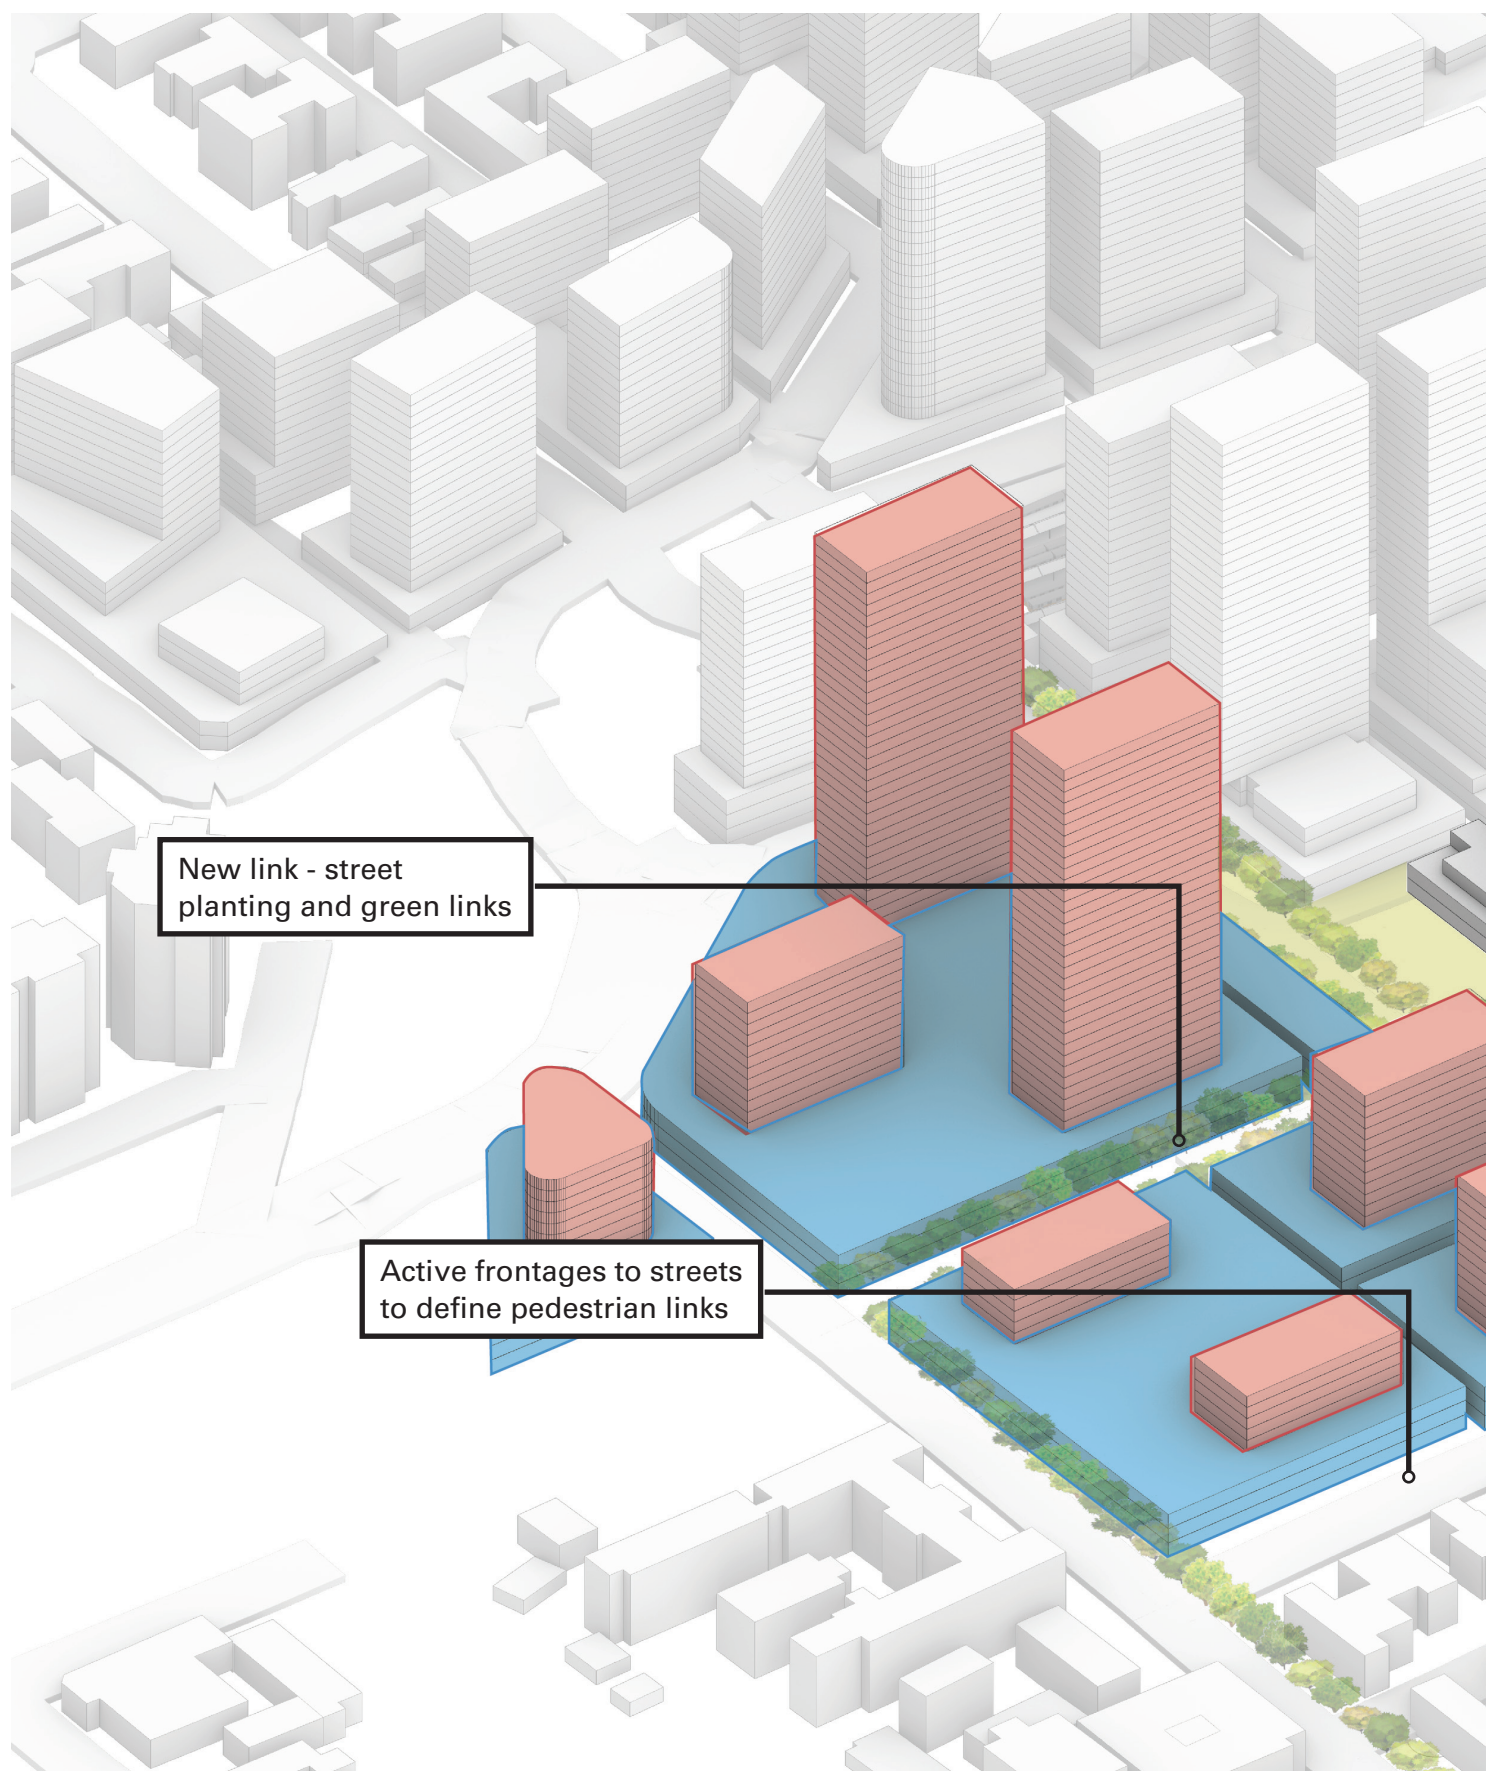 New link - street
planting and green links
Active frontages to streets
to define pedestrian links